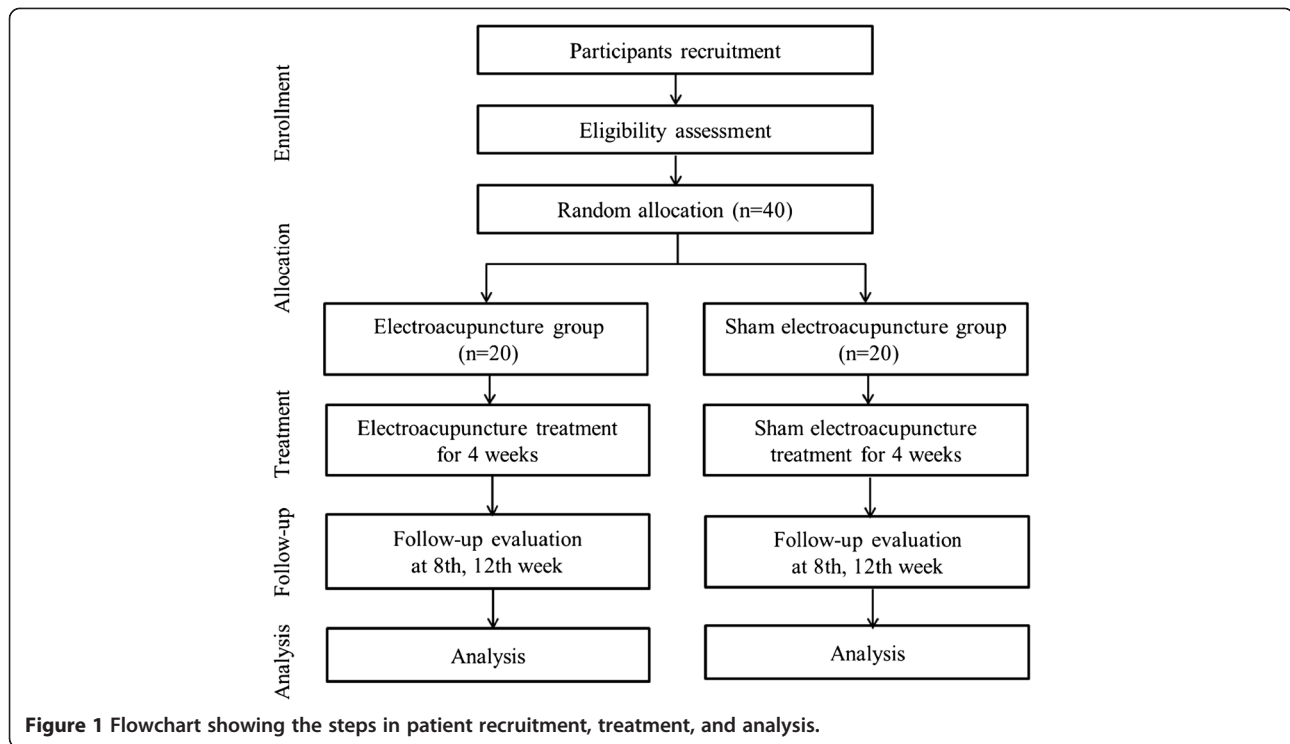 Enrollment
Participants recruitment
Eligibility assessment
Random allocation (n=40)
Allocation
Electroacupuncture group
(n=20)
Sham electroacupuncture group
(n=20)
Treatment
Electroacupuncture treatment
for 4 weeks
Sham electroacupuncture
treatment for 4 weeks
Follow-up
Follow-up evaluation
at 8th, 12th week
Follow-up evaluation
at 8th, 12th week
Analysis
Analysis
Analysis
Figure 1 Flowchart showing the steps in patient recruitment, treatment, and analysis.